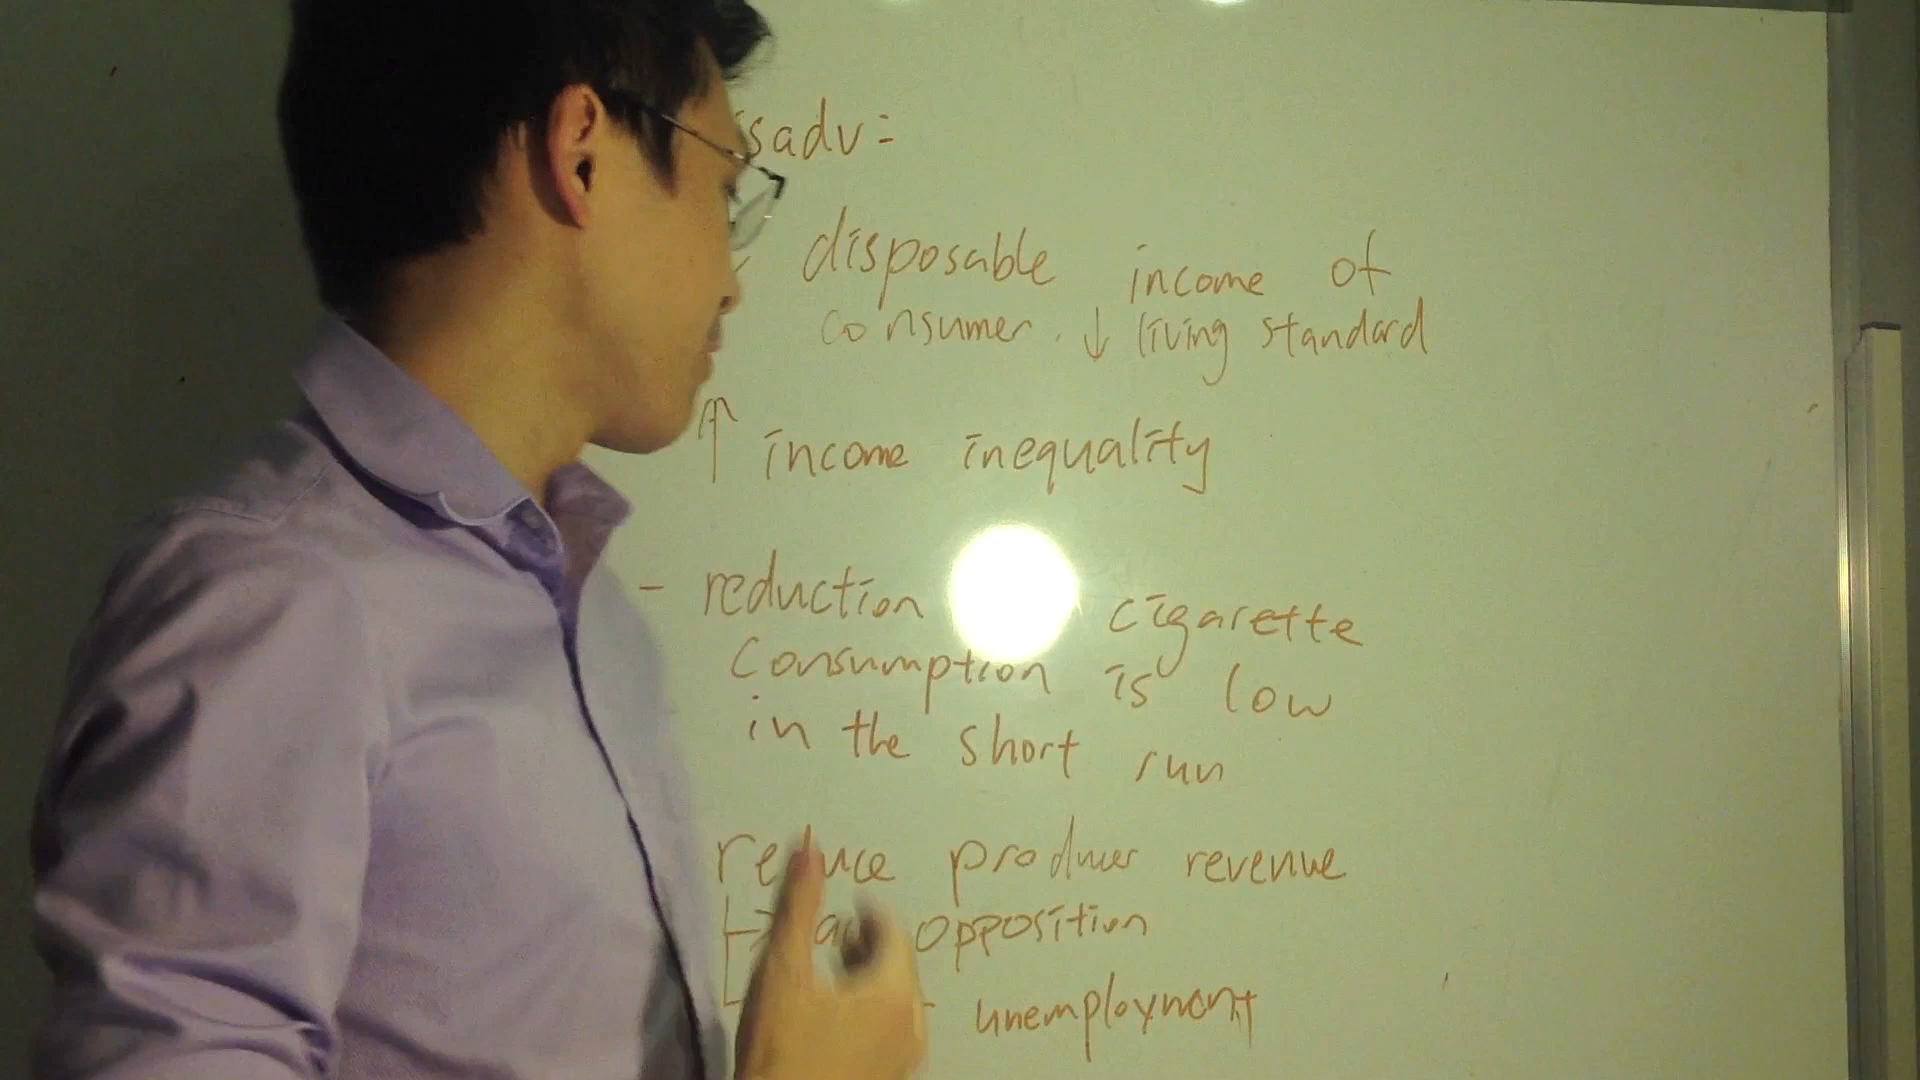 sadv:
disposable income of
consumer. ↓ living standard
↑ income inequality
- reduction cigarette
consumption is low
in the short run
reduce producer revenue
opposition
unemployment